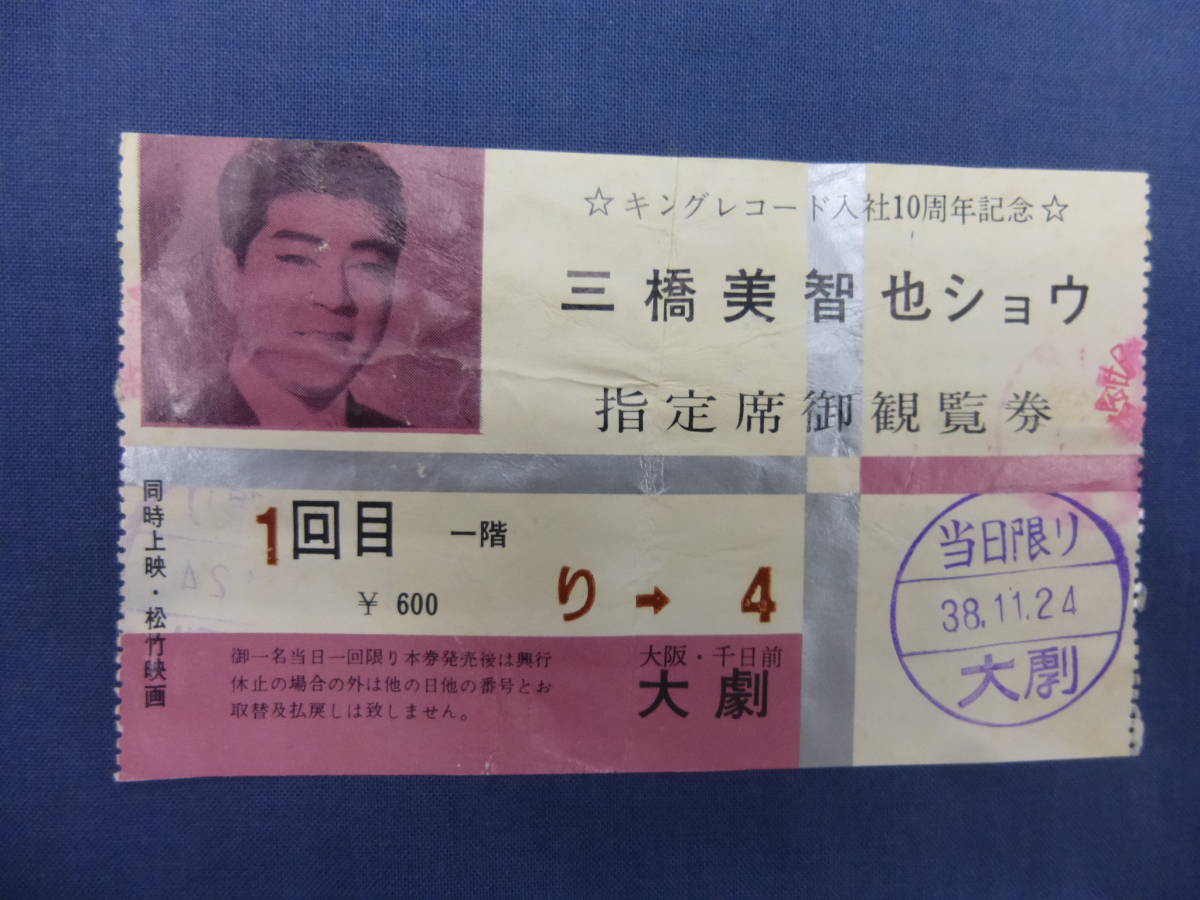 ☆キングレコード入社10周年記念☆
三橋美智也ショウ
指定席御観覧券
同時上映・松竹映画
1回目 一階
¥ 600
り→ 4
御一名当日一回限り本券発売後は興行
休止の場合の外は他の日他の番号とお
取替及払戻しは致しません。
大阪・千日前
大劇
当日限り
38.11.24
大劇